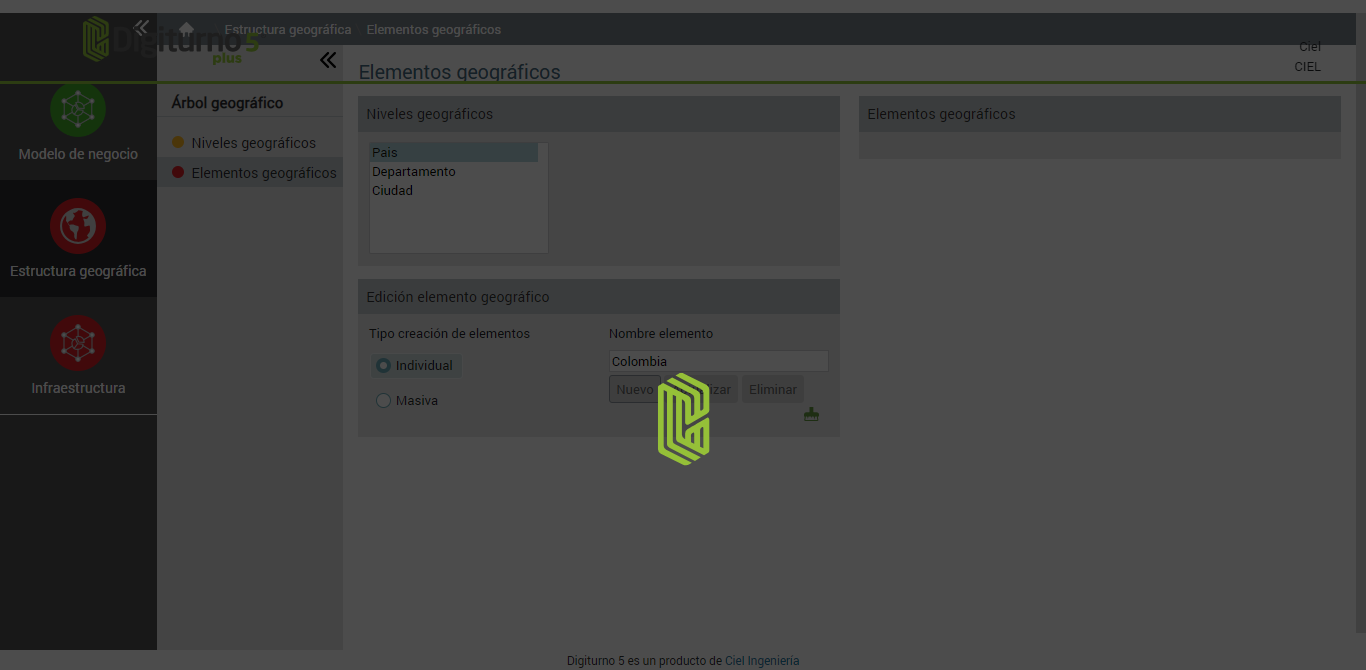 Estructura geográfica Elementos geográficos
Digiturno 5
plus
Ciel
CIEL
Elementos geográficos
Árbol geográfico
Niveles geográficos
Elementos geográficos
Modelo de negocio
Estructura geográfica
Infraestructura
Niveles geográficos
Pais
Departamento
Ciudad
Elementos geográficos
Edición elemento geográfico
Tipo creación de elementos
Individual
Masiva
Nombre elemento
Colombia
Nuevo
Eliminar
Digiturno 5 es un producto de Ciel Ingeniería